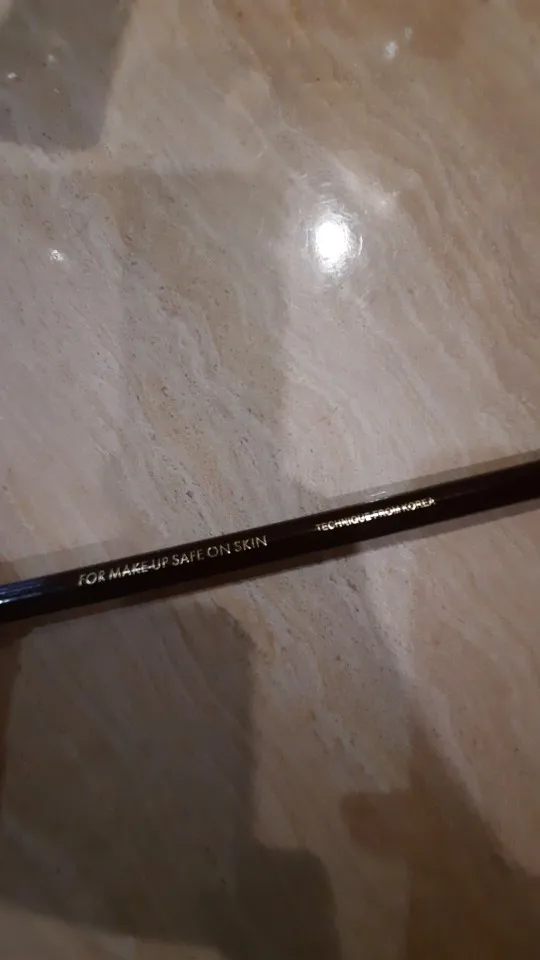 FOR MAKE-UP SAFE ON SKIN
TECHNIQUE FROM KOREA